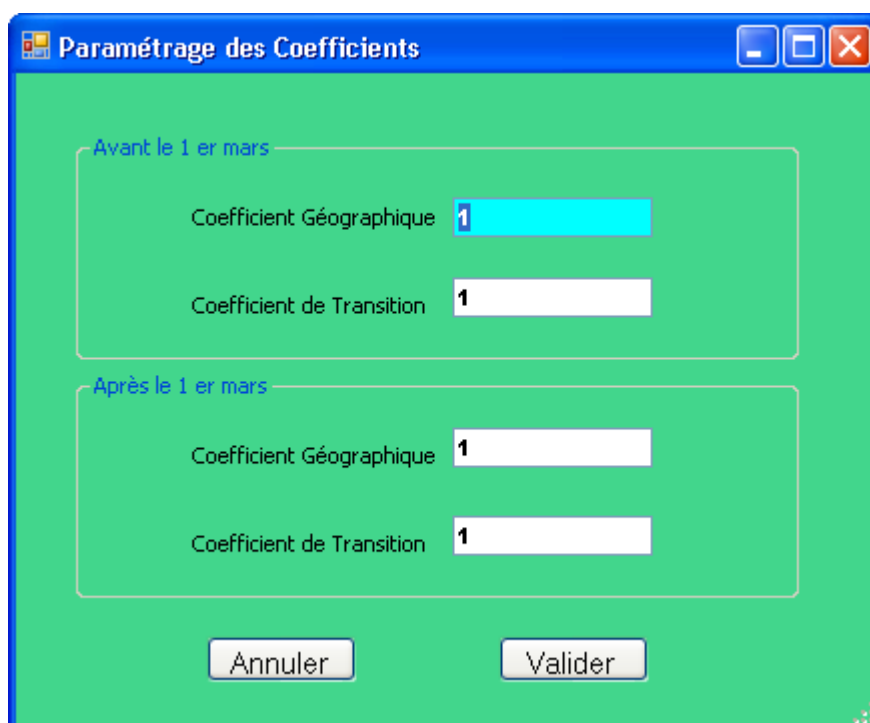 Paramétrage des Coefficients
Avant le 1 er mars
Coefficient Géographique 1
Coefficient de Transition 1
Après le 1 er mars
Coefficient Géographique 1
Coefficient de Transition 1
Annuler Valider